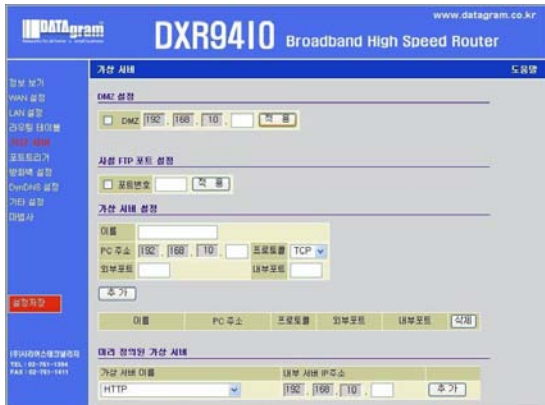 DATAgram
www.datagram.co.kr
DXR9410 Broadband High Speed Router
가상 서버
도움말
정보 보기
WAN 설정
LAN 설정
라우팅 테이블
가상 서버
포트트리거
방화벽 설정
DynDNS 설정
기타 설정
마법사
설정저장
TEL : 02-761-1394
FAX : 02-761-1411
DMZ 설정
DMZ 192 . 168 . 10 . 적 용
사설 FTP 포트 설정
포트번호 적 용
가상 서버 설정
이름
PC 주소 192 . 168 . 10 . 프로토콜 TCP
외부포트 내부포트
추 가
이름 PC 주소 프로토콜 외부포트 내부포트 삭제
미리 정의된 가상 서버
가상 서버 이름 내부 서버 IP주소
HTTP 192 . 168 . 10 . 추 가